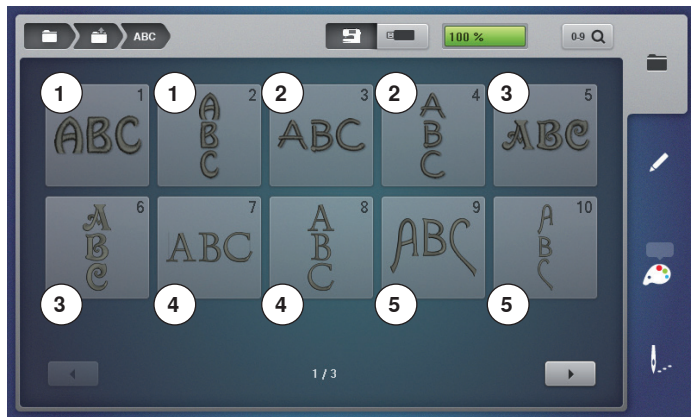 ABC 100 % 0-9
1 1 1 2 2 3 2 4 3 5
ABC A ABC A ABC
B B
C C
6 7 8 9 10
A ABC A ABC A
B B B
C C C
3 4 4 5 5
1 / 3